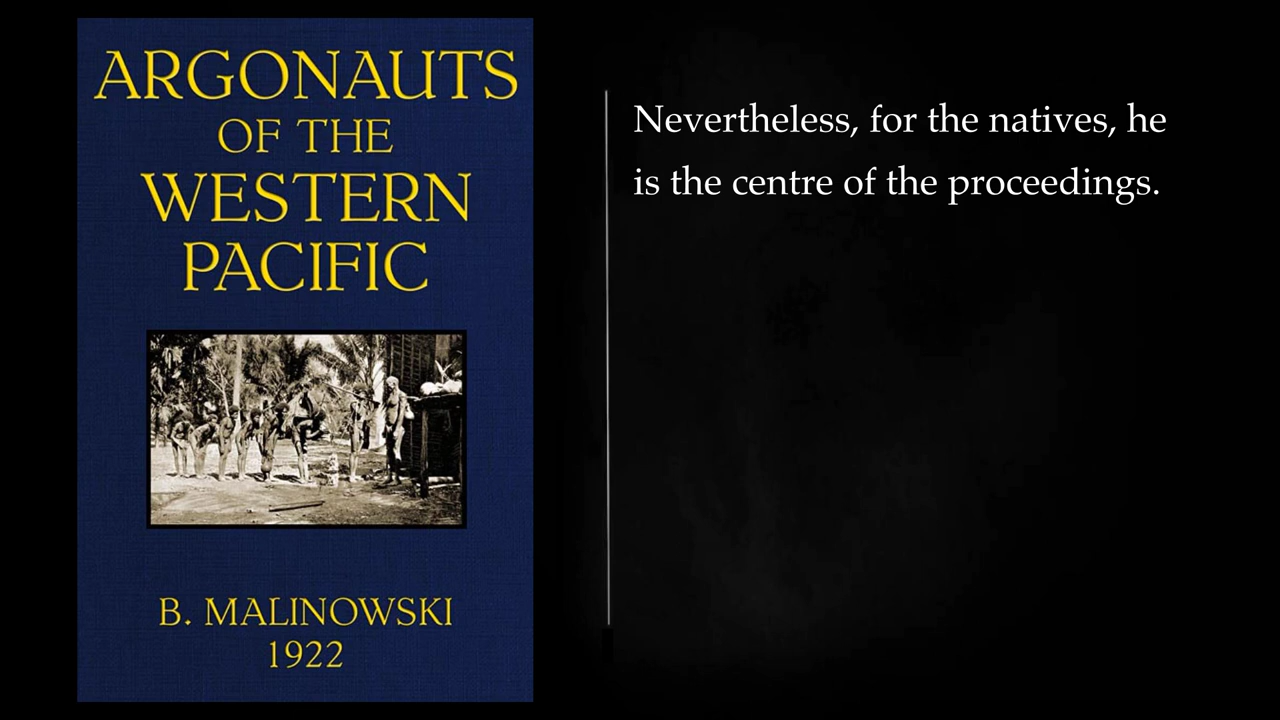 ARGONAUTS
OF THE
WESTERN
PACIFIC
B. MALINOWSKI
1922
Nevertheless, for the natives, he
is the centre of the proceedings.